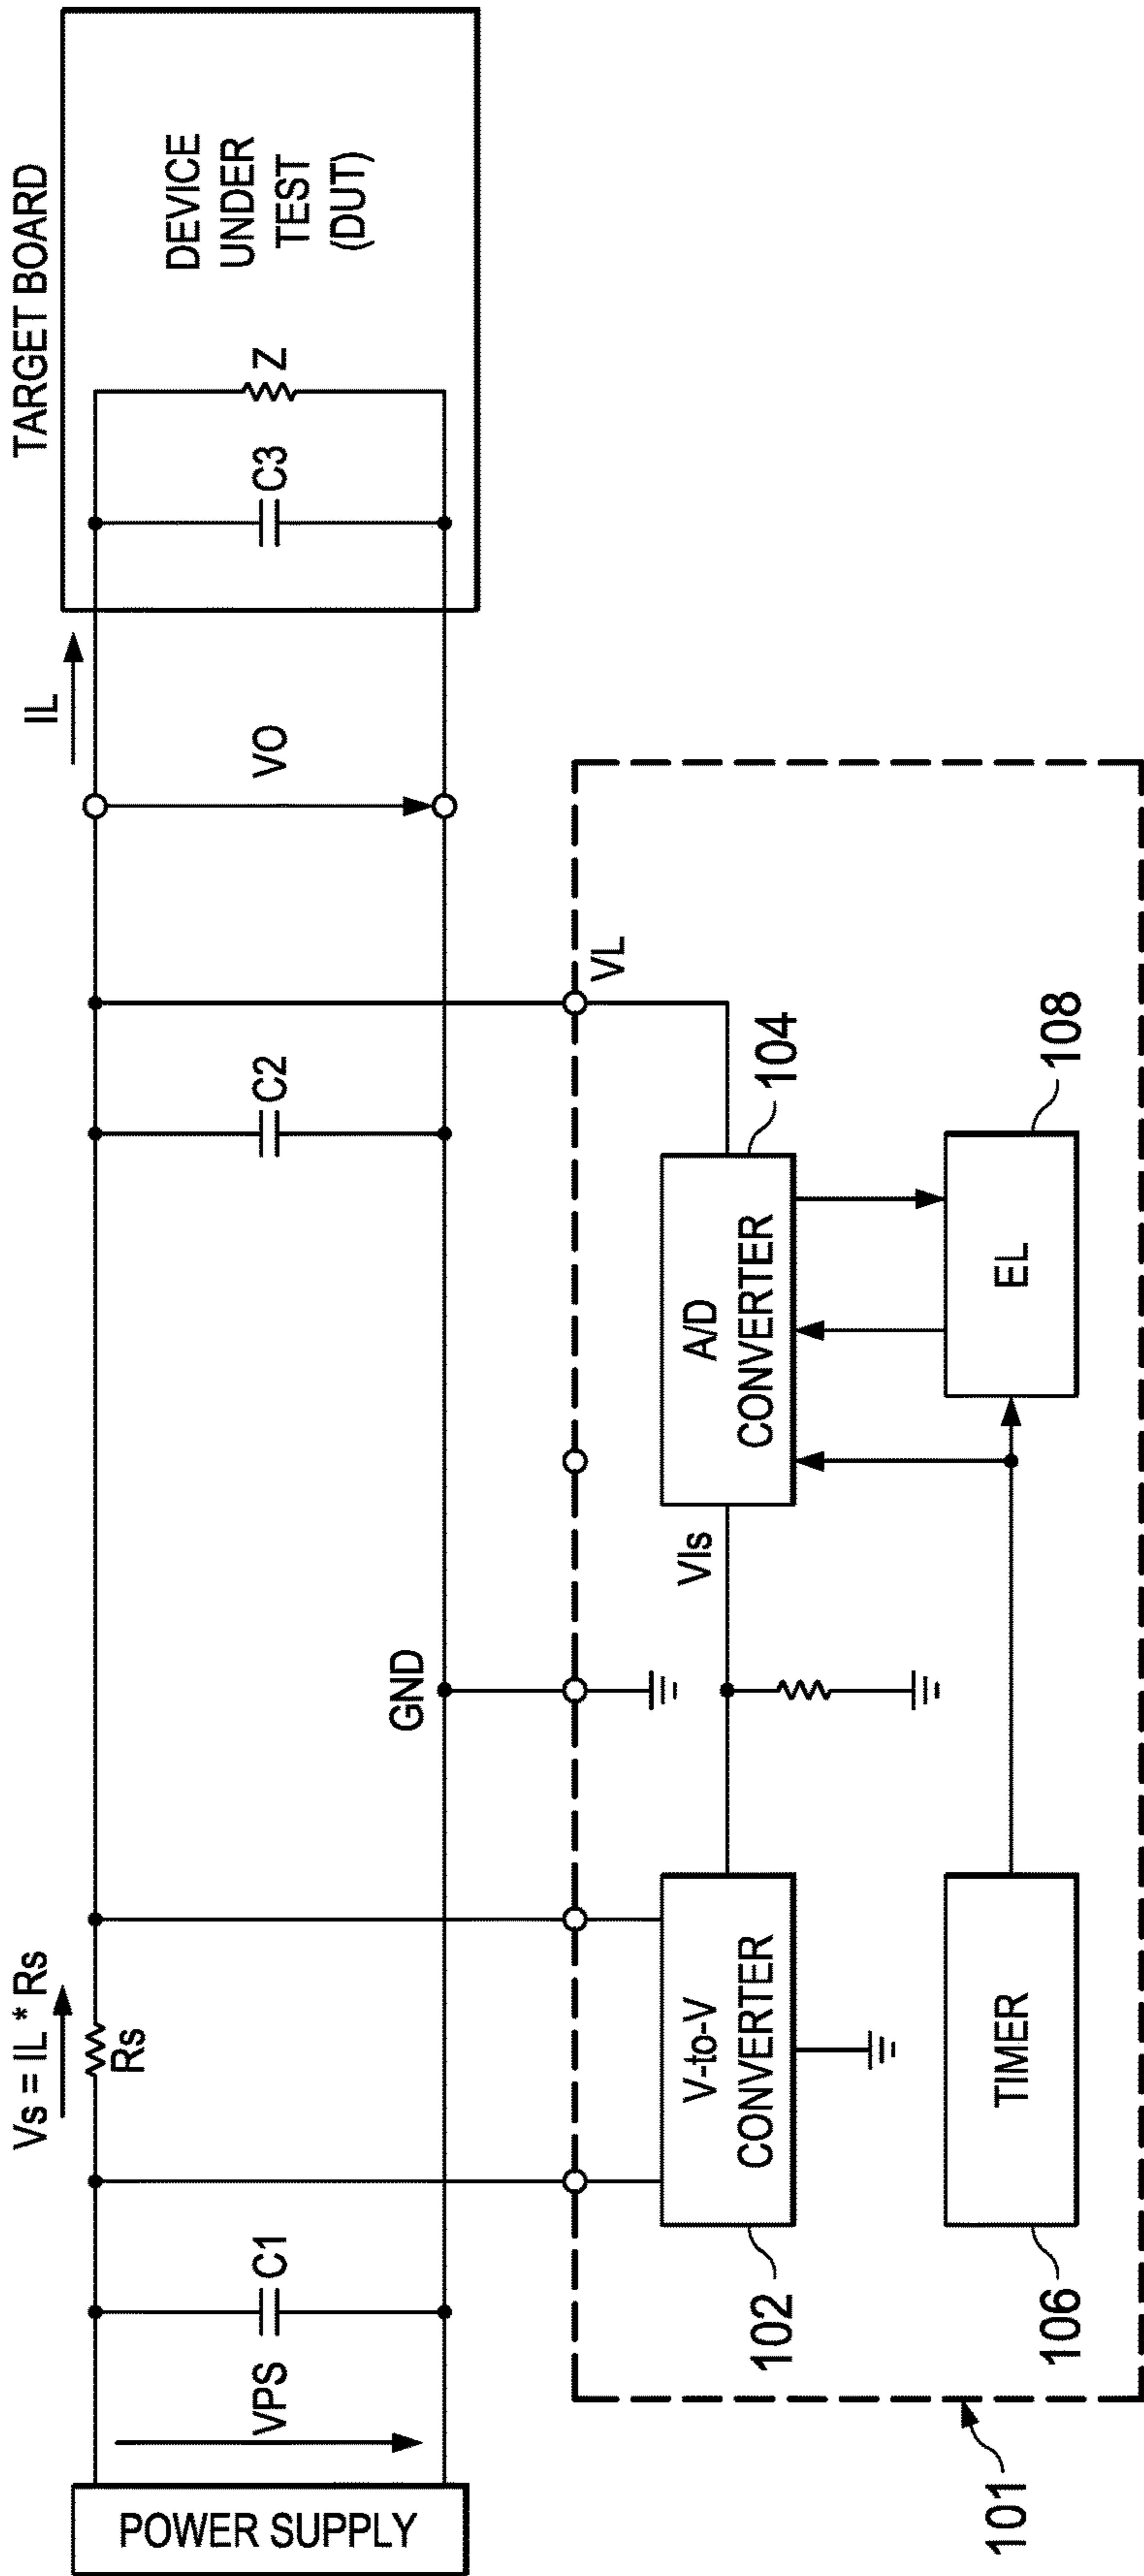 TARGET BOARD
DEVICE
UNDER
TEST
(DUT)
Z
C3
IL
VO
VL
C2
GND
Vs = IL * Rs
Rs
C1
VPS
POWER SUPPLY
V-to-V
CONVERTER
102
VIs
A/D
CONVERTER
104
TIMER
106
EL
108
101